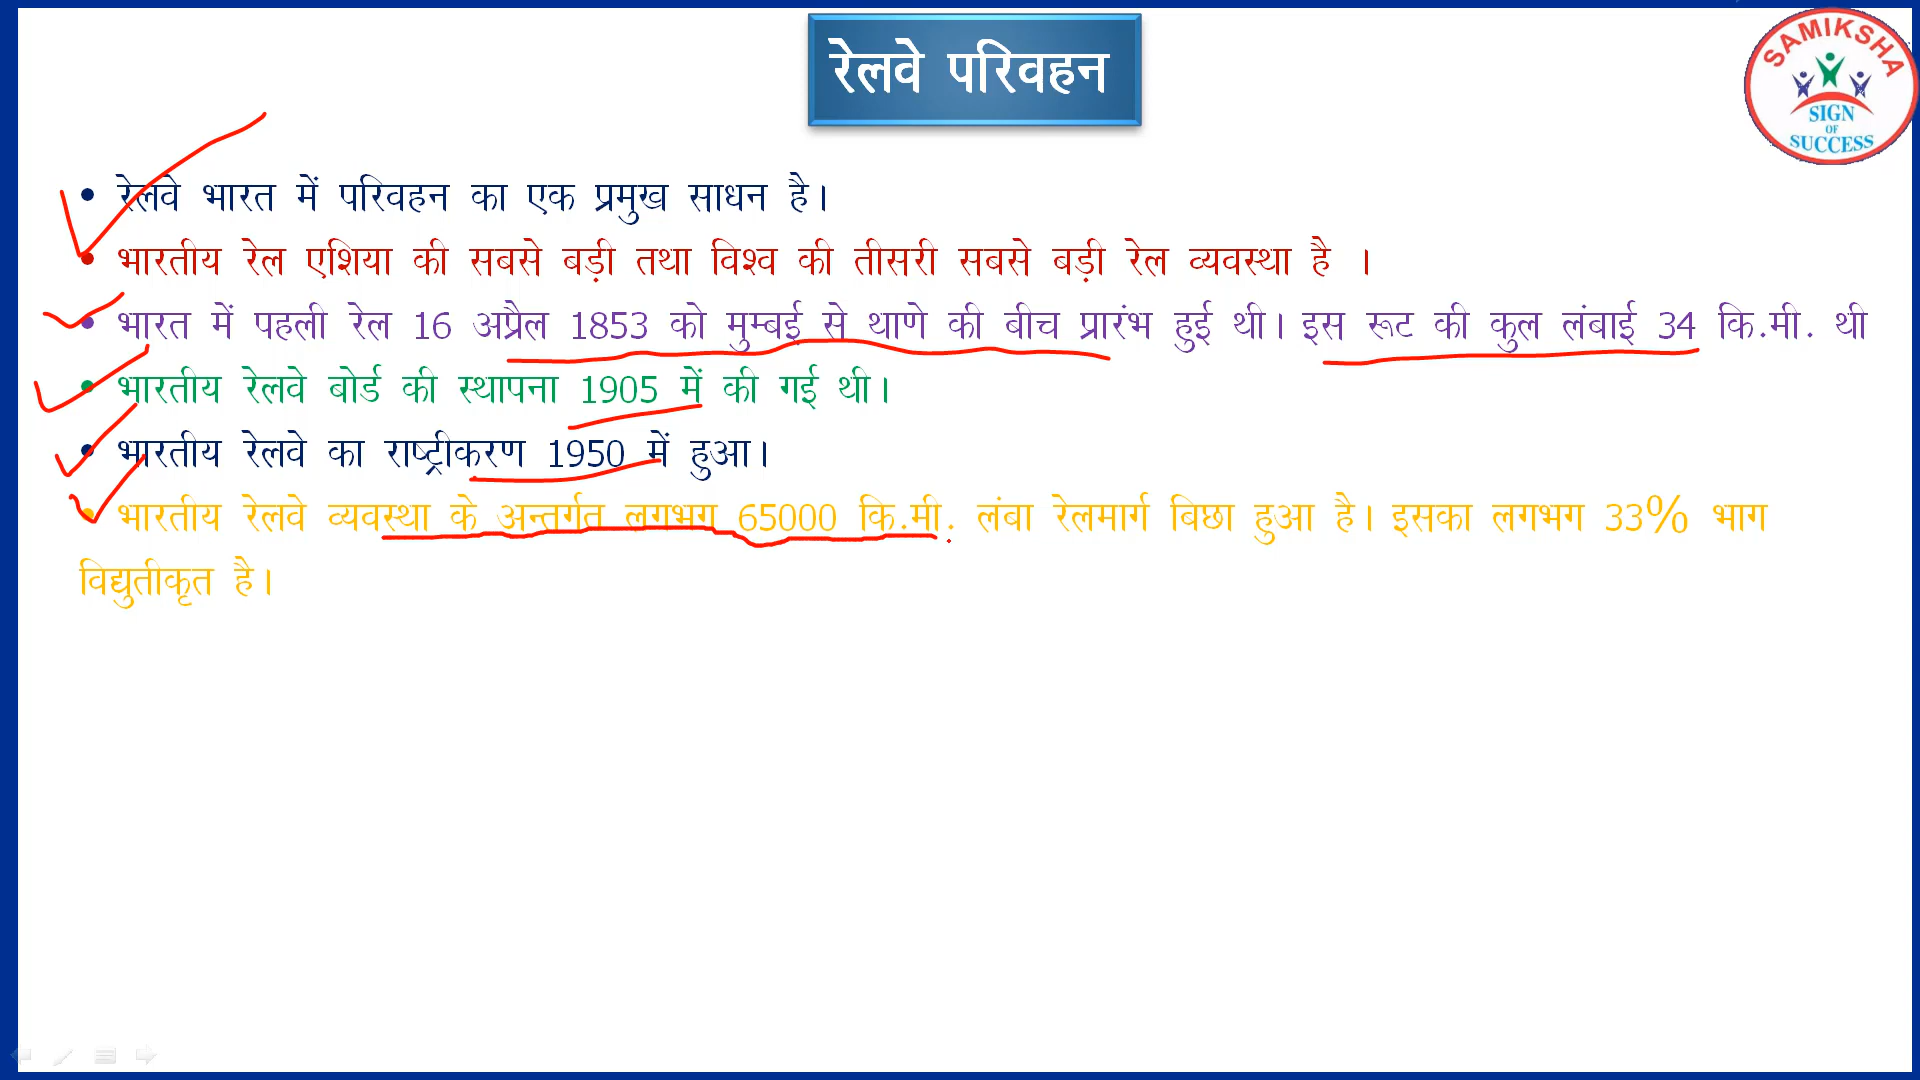 रेलवे परिवहन
SAMIKSHA
SIGN
OF
SUCCESS
• रेलवे भारत में परिवहन का एक प्रमुख साधन है।
• भारतीय रेल एशिया की सबसे बड़ी तथा विश्व की तीसरी सबसे बड़ी रेल व्यवस्था है ।
• भारत में पहली रेल 16 अप्रैल 1853 को मुम्बई से थाणे की बीच प्रारंभ हुई थी। इस रूट की कुल लंबाई 34 कि.मी. थी
• भारतीय रेलवे बोर्ड की स्थापना 1905 में की गई थी।
• भारतीय रेलवे का राष्ट्रीकरण 1950 में हुआ।
• भारतीय रेलवे व्यवस्था के अन्तर्गत लगभग 65000 कि.मी. लंबा रेलमार्ग बिछा हुआ है। इसका लगभग 33% भाग
विद्युतीकृत है।